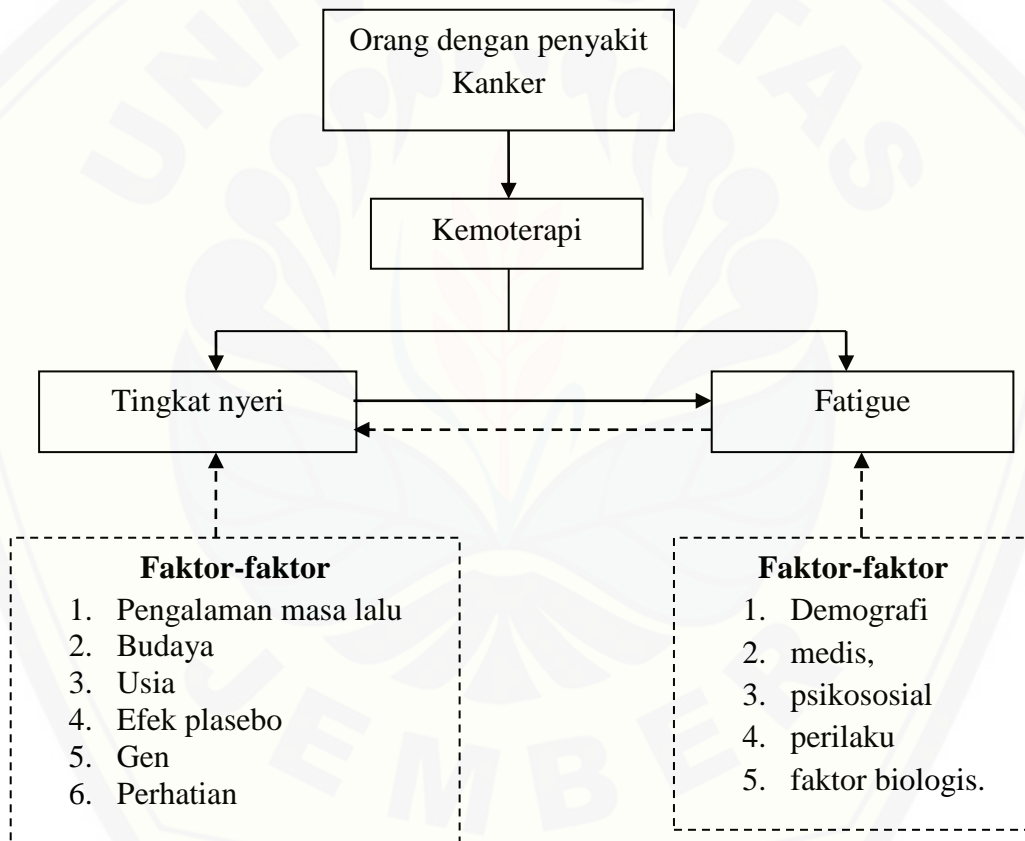 UNIVERSITAS
Orang dengan penyakit
Kanker
Kemoterapi
Tingkat nyeri
Fatigue
Faktor-faktor
1. Pengalaman masa lalu
2. Budaya
3. Usia
4. Efek plasebo
5. Gen
6. Perhatian
Faktor-faktor
1. Demografi
2. medis,
3. psikososial
4. perilaku
5. faktor biologis.
JEMBER